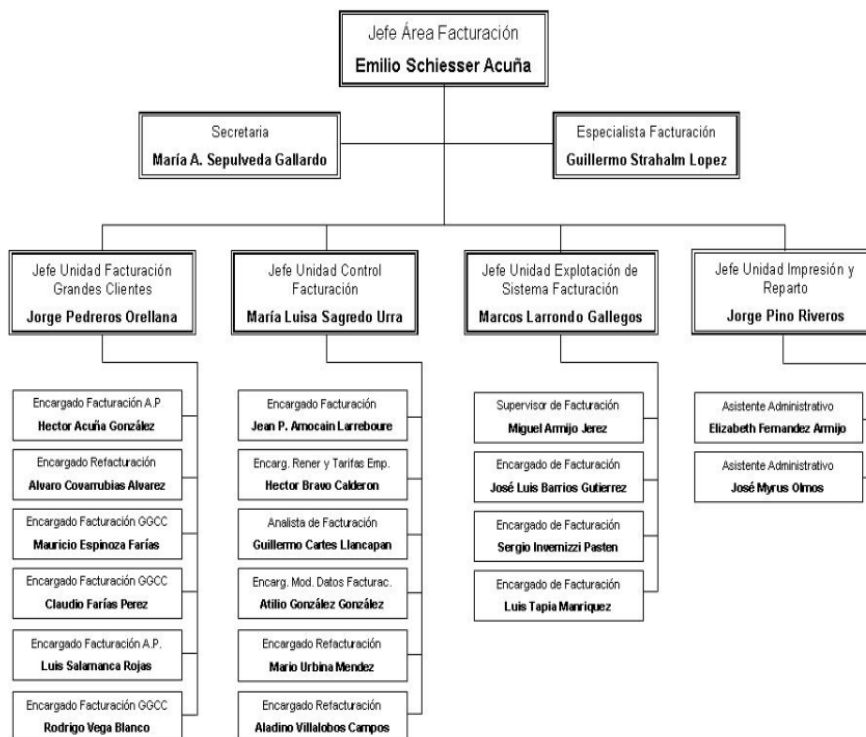 Jefe Área Facturación
Emilio Schiesser Acuña
Secretaria
María A. Sepulveda Gallardo
Especialista Facturación
Guillermo Strahalm Lopez
Jefe Unidad Facturación
Grandes Clientes
Jorge Pedreros Orellana
Jefe Unidad Control
Facturación
María Luisa Sagredo Urra
Jefe Unidad Explotación de
Sistema Facturación
Marcos Larrondo Gallegos
Jefe Unidad Impresión y
Reparto
Jorge Pino Riveros
Encargado Facturación A.P
Hector Acuña González
Encargado Refacturación
Alvaro Covarrubias Alvarez
Encargado Facturación GGCC
Mauricio Espinoza Farías
Encargado Facturación GGCC
Claudio Farías Perez
Encargado Facturación A.P.
Luis Salamanca Rojas
Encargado Facturación GGCC
Rodrigo Vega Blanco
Encargado Facturación
Jean P. Amocain Larreboure
Encarg. Rener y Tarifas Emp.
Hector Bravo Calderon
Analista de Facturación
Guillermo Cartes Llancapan
Encarg. Mod. Datos Facturac.
Atilio González González
Encargado Refacturación
Mario Urbina Mendez
Encargado Refacturación
Aladino Villalobos Campos
Supervisor de Facturación
Miguel Armijo Jerez
Encargado de Facturación
José Luis Barrios Gutierrez
Encargado de Facturación
Sergio Invernizzi Pasten
Encargado de Facturación
Luis Tapia Manriquez
Asistente Administrativo
Elizabeth Fernandez Armijo
Asistente Administrativo
José Myrus Olmos